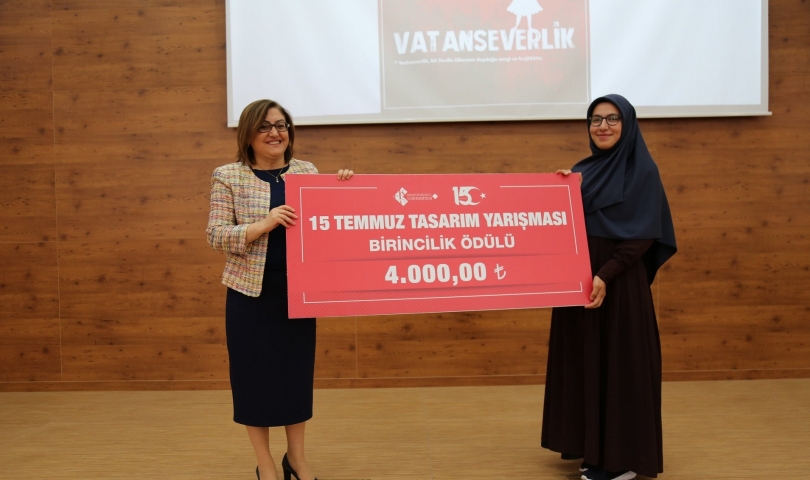 VATANSEVERLİK
15
15 TEMMUZ TASARIM YARIŞMASI
BİRİNCİLİK ÖDÜLÜ
4.000,00 ₺